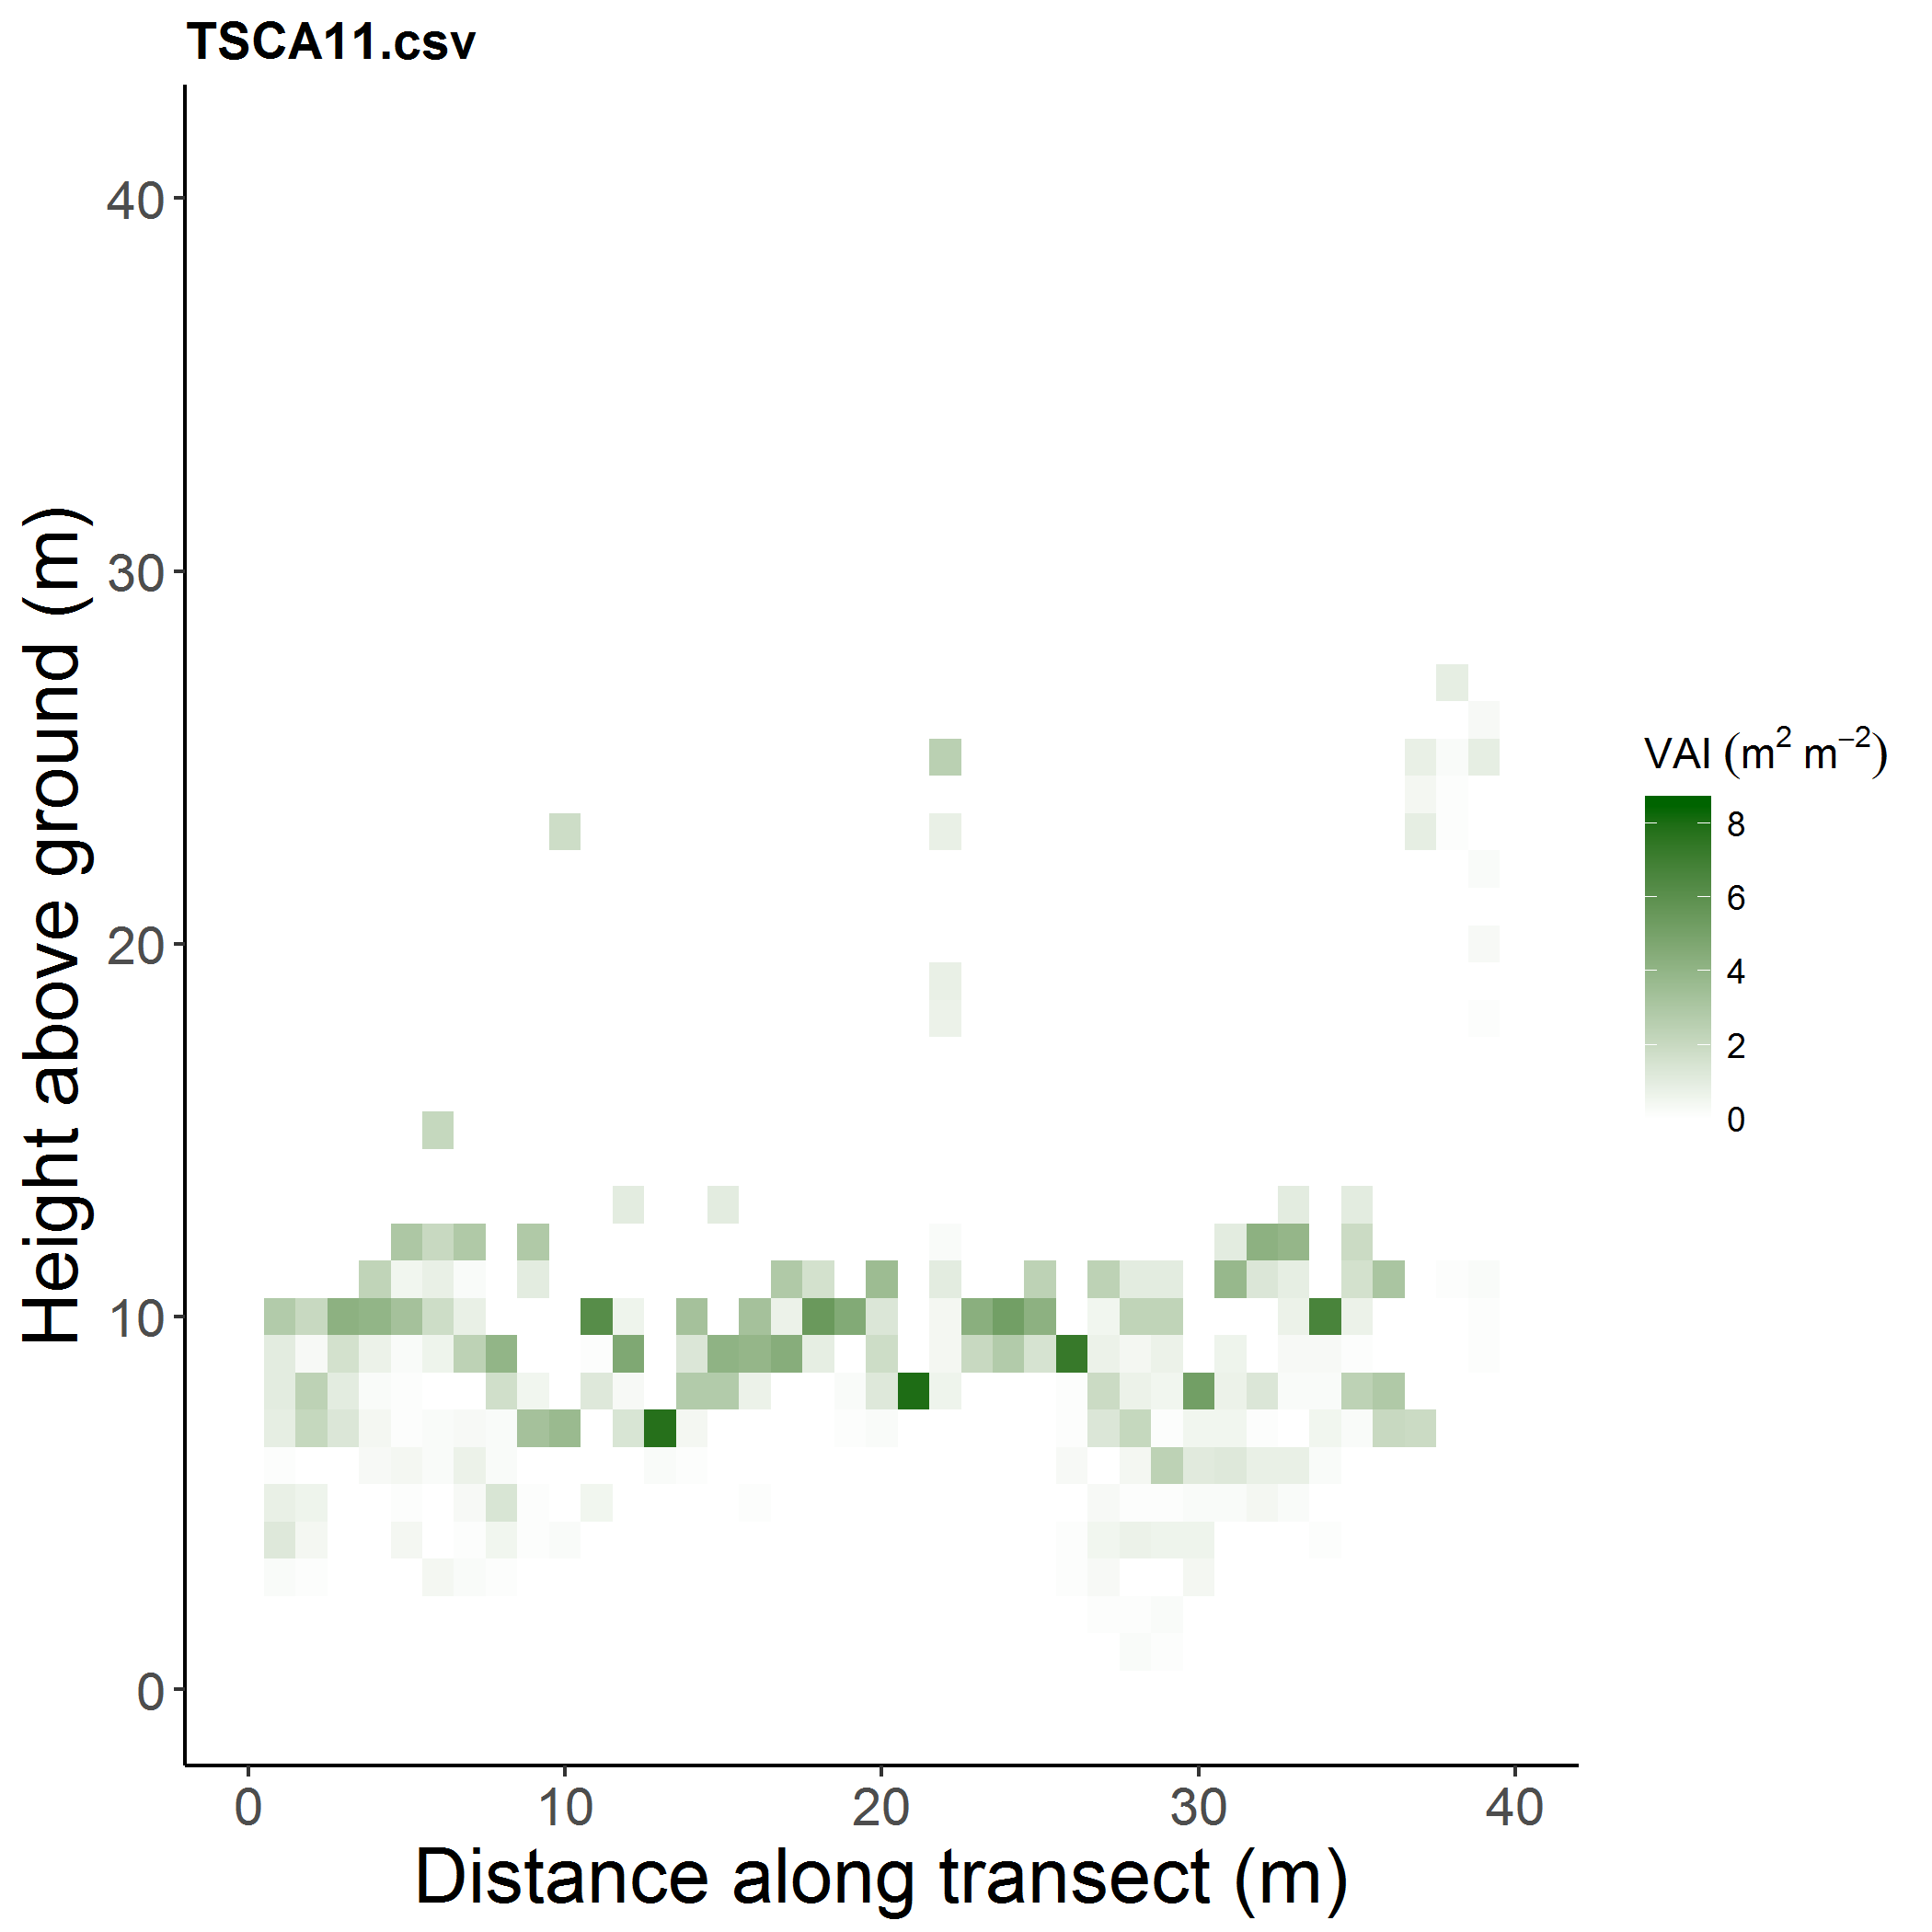 TSCA11.csv
40
30
20
10
0
Height above ground (m)
0 10 20 30 40
Distance along transect (m)
VAI (m² m⁻²)
8
6
4
2
0